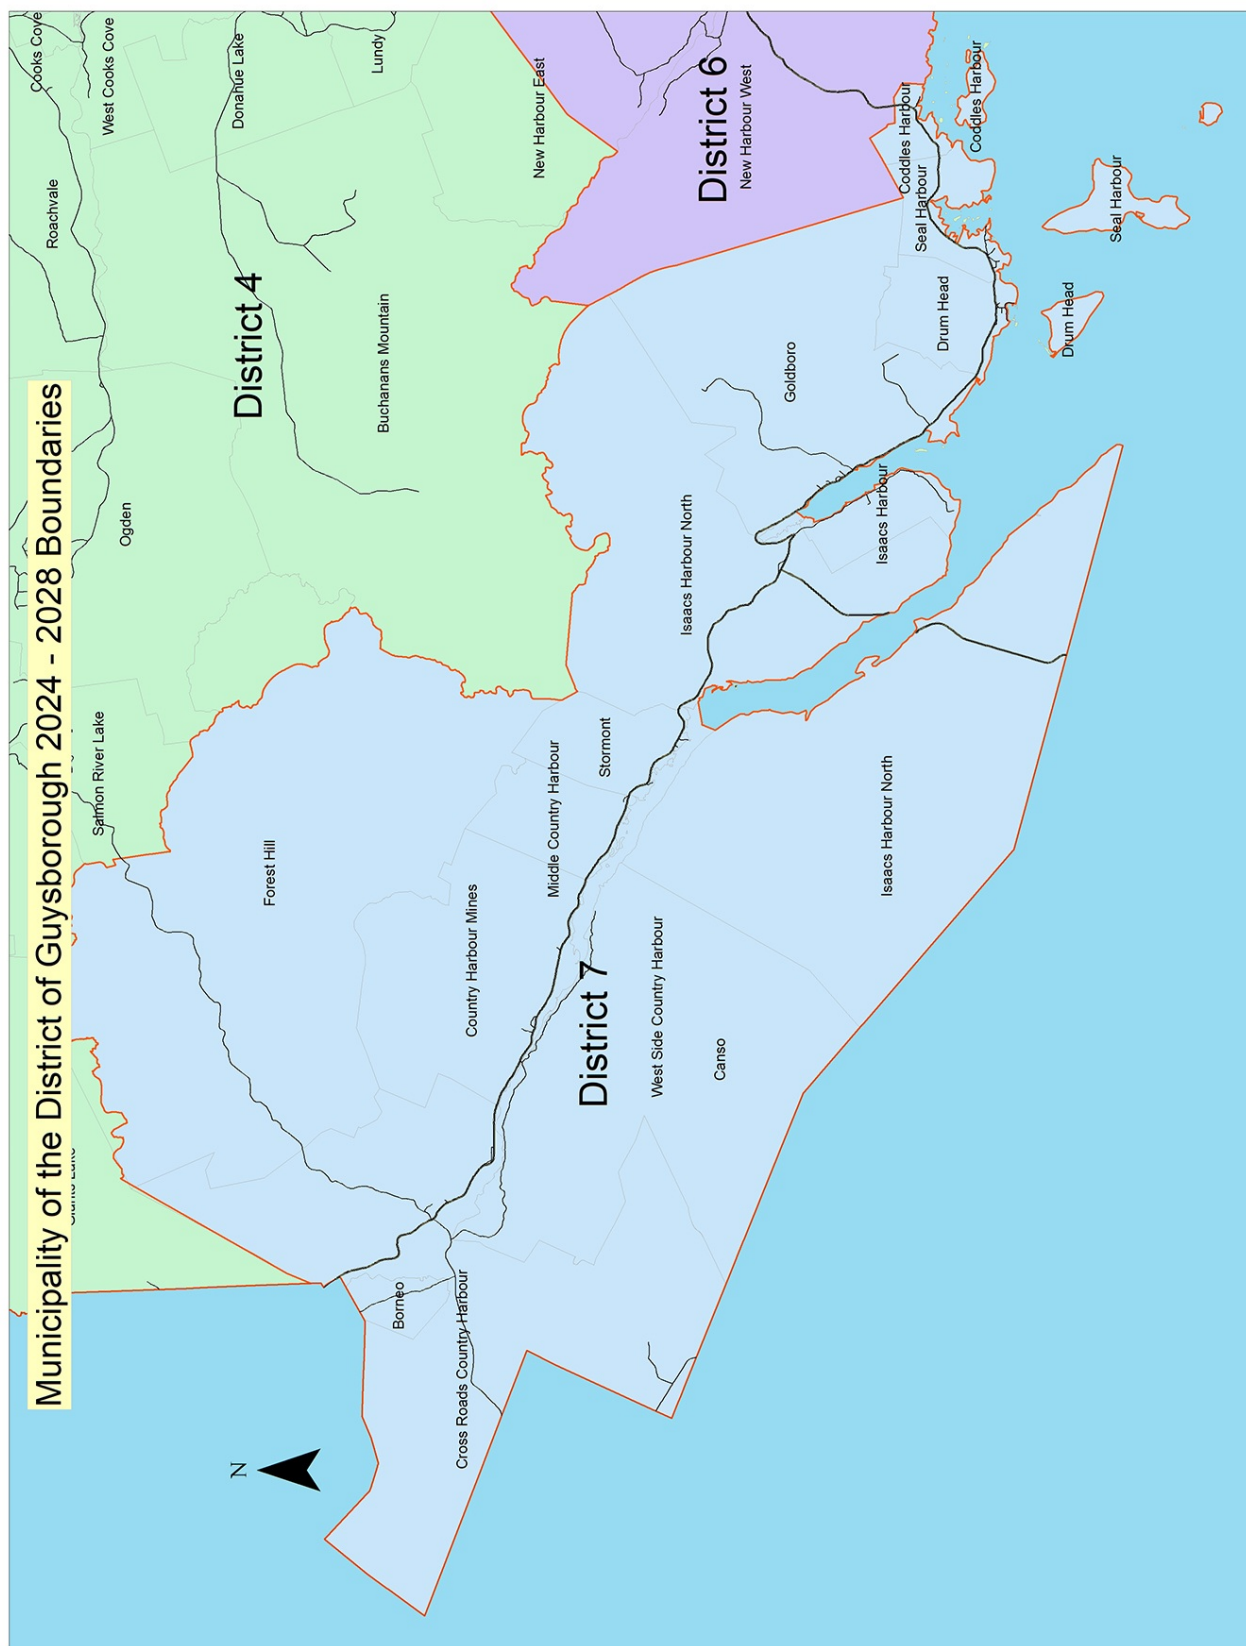 Municipality of the District of Guysborough 2024 - 2028 Boundaries
Cooks Cove
Roachvale
Salmon River Lake
West Cooks Cove
Ogden
N
Donahue Lake
District 4
Forest Hill
Lundy
Buchanans Mountain
Borneo
Cross Roads Country Harbour
Country Harbour Mines
New Harbour East
Middle Country Harbour
District 7
Stormont
West Side Country Harbour
Isaacs Harbour North
District 6
Canso
New Harbour West
Goldboro
Isaacs Harbour
Isaacs Harbour North
Coddles Harbour
Seal Harbour
Drum Head
Coddles Harbour
Drum Head
Seal Harbour